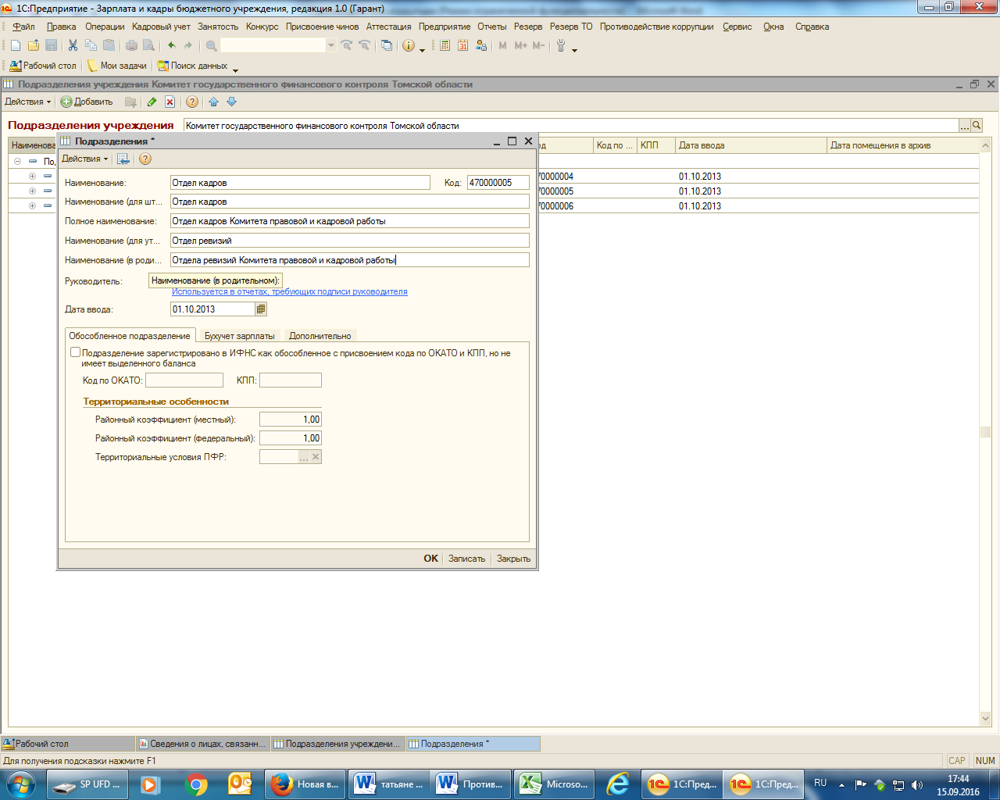 1С:Предприятие - Зарплата и кадры бюджетного учреждения, редакция 1.0 (Гарант)
Файл Правка Операции Кадровый учет Занятость Конкурс Присвоение чинов Аттестация Предприятие Отчеты Резерв Резерв ТО Противодействие коррупции Сервис Окна Справка
M M+ M−
Рабочий стол Мои задачи Поиск данных
Подразделения учреждения Комитет государственного финансового контроля Томской области
Действия Добавить
Подразделения учреждения Комитет государственного финансового контроля Томской области
Код по ... КПП Дата ввода Дата помещения в архив
70000004 01.10.2013
70000005 01.10.2013
70000006 01.10.2013
Подразделения *
Действия
Наименование: Отдел кадров Код: 470000005
Наименование (для шт... Отдел кадров
Полное наименование: Отдел кадров Комитета правовой и кадровой работы
Наименование (для ут... Отдел ревизий
Наименование (в роди... Отдела ревизий Комитета правовой и кадровой работы
Руководитель: Наименование (в родительном):
Используется в отчетах, требующих подписи руководителя
Дата ввода: 01.10.2013
Обособленное подразделение Бухучет зарплаты Дополнительно
Подразделение зарегистрировано в ИФНС как обособленное с присвоением кода по ОКАТО и КПП, но не
имеет выделенного баланса
Код по ОКАТО: КПП:
Территориальные особенности
Районный коэффициент (местный): 1,00
Районный коэффициент (федеральный): 1,00
Территориальные условия ПФР:
OK Записать Закрыть
Рабочий стол Сведения о лицах, связанн... Подразделения учреждени... Подразделения *
Для получения подсказки нажмите F1 CAP NUM
SP UFD ... Новая в... татьяне ... Против... Microso... 1С:Пред... 1С:Пред... RU 17:44
15.09.2016